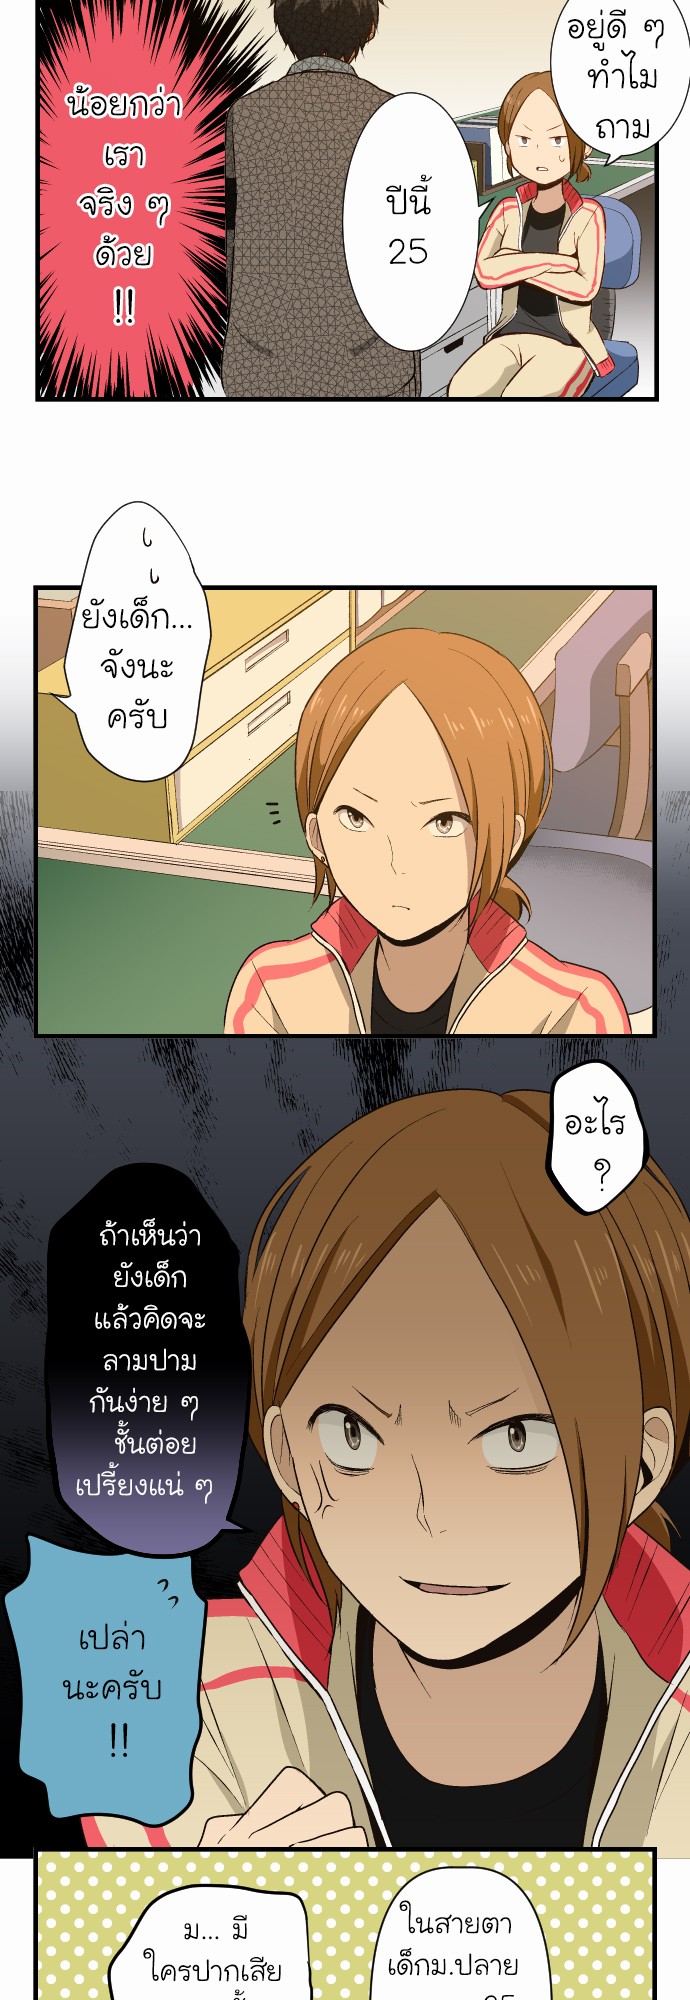 อยู่ดี ๆ
ทำไม
ถาม
ปีนี้
25
น้อยกว่า
เรา
จริง ๆ
ด้วย
!!
ยังเด็ก...
จังนะ
ครับ
อะไร
?
ถ้าเห็นว่า
ยังเด็ก
แล้วคิดจะ
ลามปาม
กันง่าย ๆ
ชั้นต่อย
เปรี้ยงแน่ ๆ
เปล่า
นะครับ
!!
ในสายตา
เด็กม.ปลาย
ม... มี
ใครปากเสีย